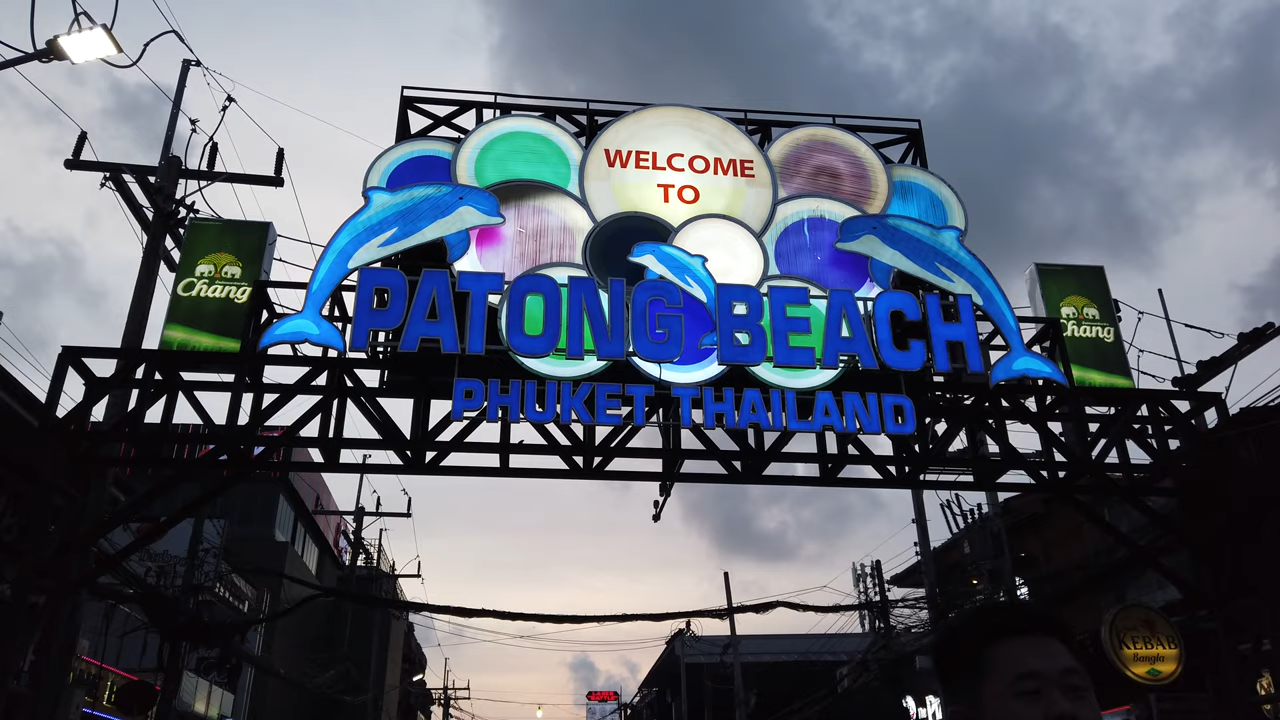 WELCOME
TO
PATONG BEACH
PHUKET THAILAND
Chang
Chang
KEBAB
Bangla